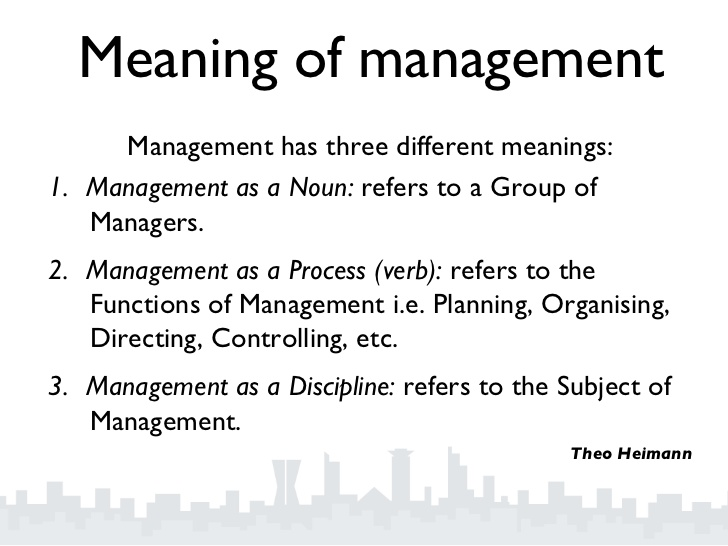 Meaning of management
Management has three different meanings:
1. Management as a Noun: refers to a Group of
Managers.
2. Management as a Process (verb): refers to the
Functions of Management i.e. Planning, Organising,
Directing, Controlling, etc.
3. Management as a Discipline: refers to the Subject of
Management.
Theo Heimann